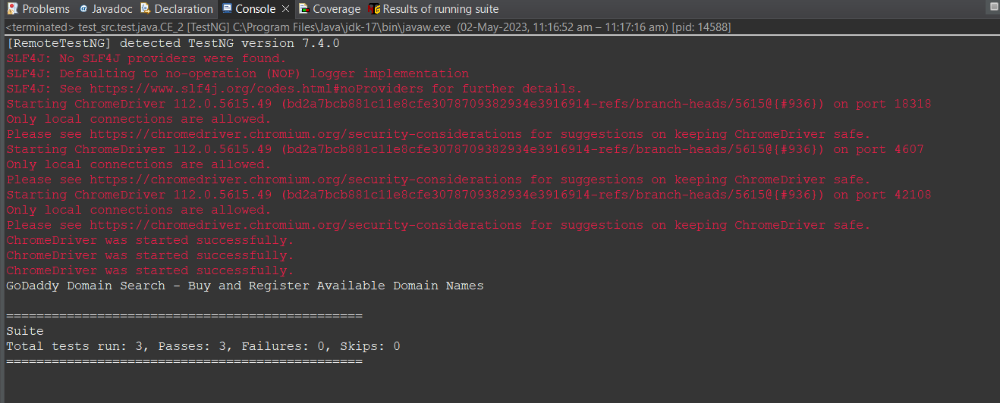 Problems @ Javadoc Declaration Console Coverage Results of running suite
<terminated> test_src.test.java.CE_2 [TestNG] C:\Program Files\Java\jdk-17\bin\javaw.exe (02-May-2023, 11:16:52 am – 11:17:16 am) [pid: 14588]
[RemoteTestNG] detected TestNG version 7.4.0
SLF4J: No SLF4J providers were found.
SLF4J: Defaulting to no-operation (NOP) logger implementation
SLF4J: See https://www.slf4j.org/codes.html#noProviders for further details.
Starting ChromeDriver 112.0.5615.49 (bd2a7bcb881c11e8cfe3078709382934e3916914-refs/branch-heads/5615@{#936}) on port 18318
Only local connections are allowed.
Please see https://chromedriver.chromium.org/security-considerations for suggestions on keeping ChromeDriver safe.
Starting ChromeDriver 112.0.5615.49 (bd2a7bcb881c11e8cfe3078709382934e3916914-refs/branch-heads/5615@{#936}) on port 4607
Only local connections are allowed.
Please see https://chromedriver.chromium.org/security-considerations for suggestions on keeping ChromeDriver safe.
Starting ChromeDriver 112.0.5615.49 (bd2a7bcb881c11e8cfe3078709382934e3916914-refs/branch-heads/5615@{#936}) on port 42108
Only local connections are allowed.
Please see https://chromedriver.chromium.org/security-considerations for suggestions on keeping ChromeDriver safe.
ChromeDriver was started successfully.
ChromeDriver was started successfully.
ChromeDriver was started successfully.
GoDaddy Domain Search - Buy and Register Available Domain Names
===============================================
Suite
Total tests run: 3, Passes: 3, Failures: 0, Skips: 0
===============================================